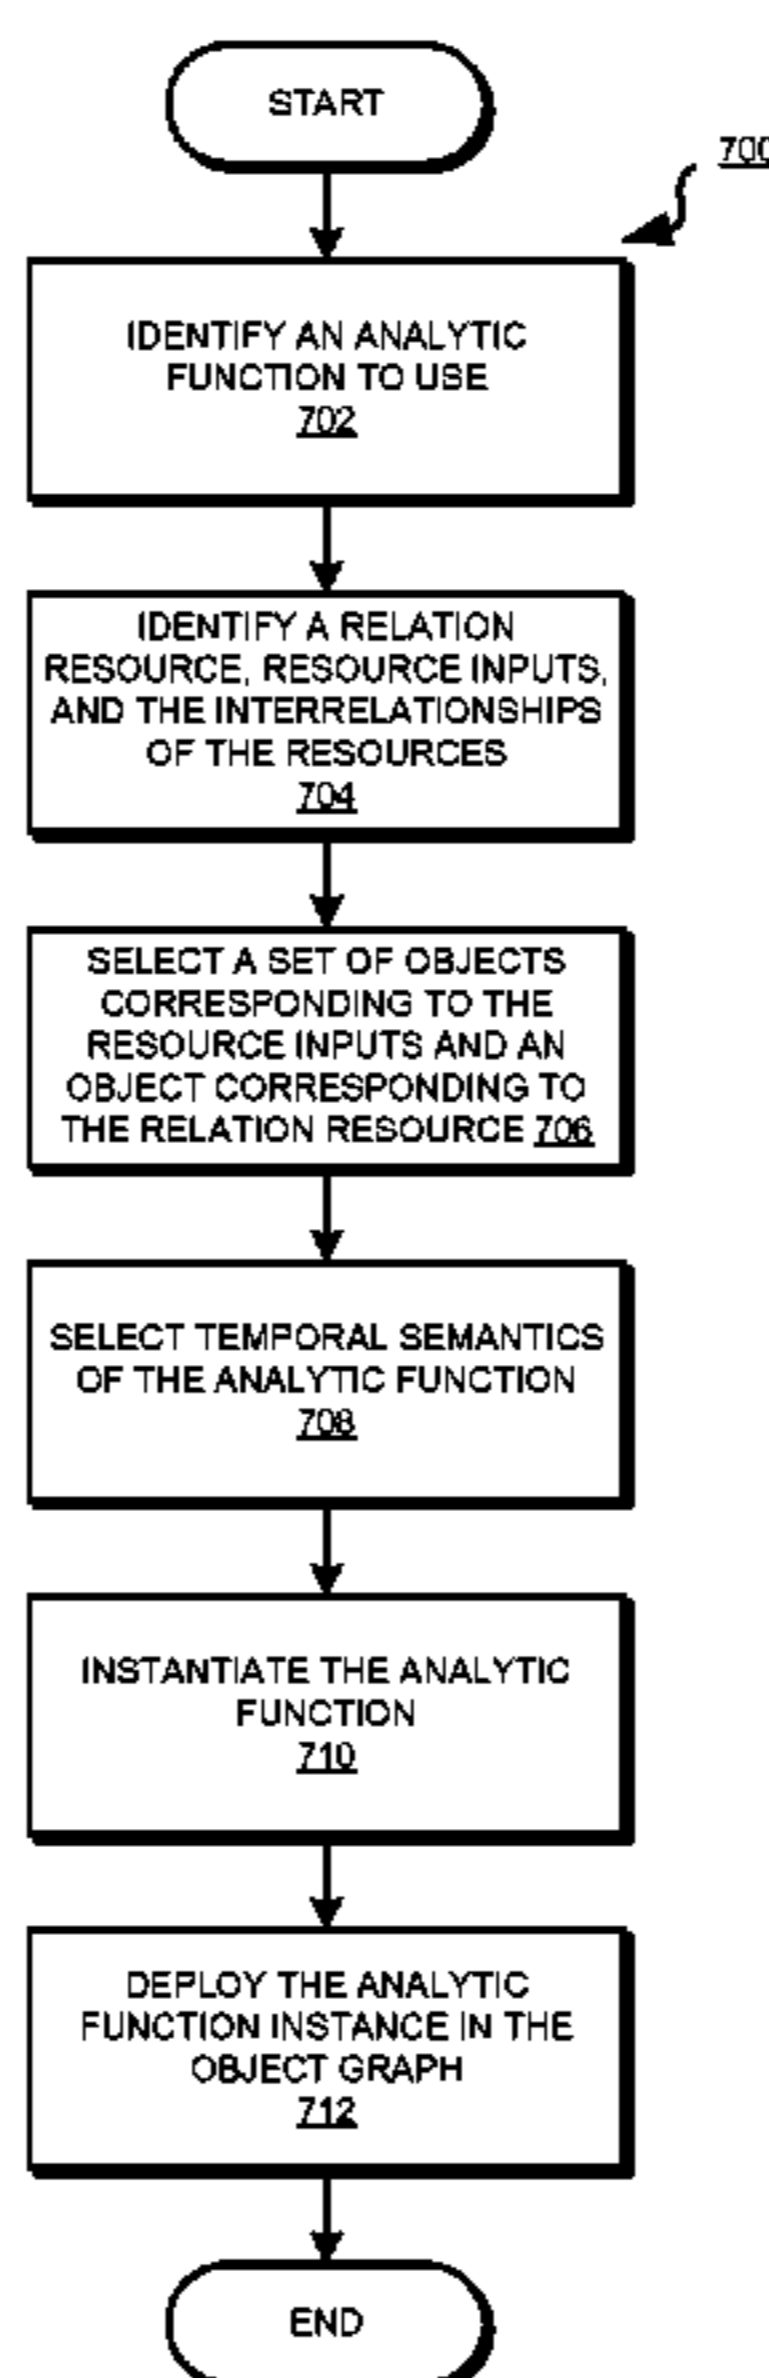 START
700
IDENTIFY AN ANALYTIC
FUNCTION TO USE
702
IDENTIFY A RELATION
RESOURCE, RESOURCE INPUTS,
AND THE INTERRELATIONSHIPS
OF THE RESOURCES
704
SELECT A SET OF OBJECTS
CORRESPONDING TO THE
RESOURCE INPUTS AND AN
OBJECT CORRESPONDING TO
THE RELATION RESOURCE 706
SELECT TEMPORAL SEMANTICS
OF THE ANALYTIC FUNCTION
708
INSTANTIATE THE ANALYTIC
FUNCTION
710
DEPLOY THE ANALYTIC
FUNCTION INSTANCE IN THE
OBJECT GRAPH
712
END